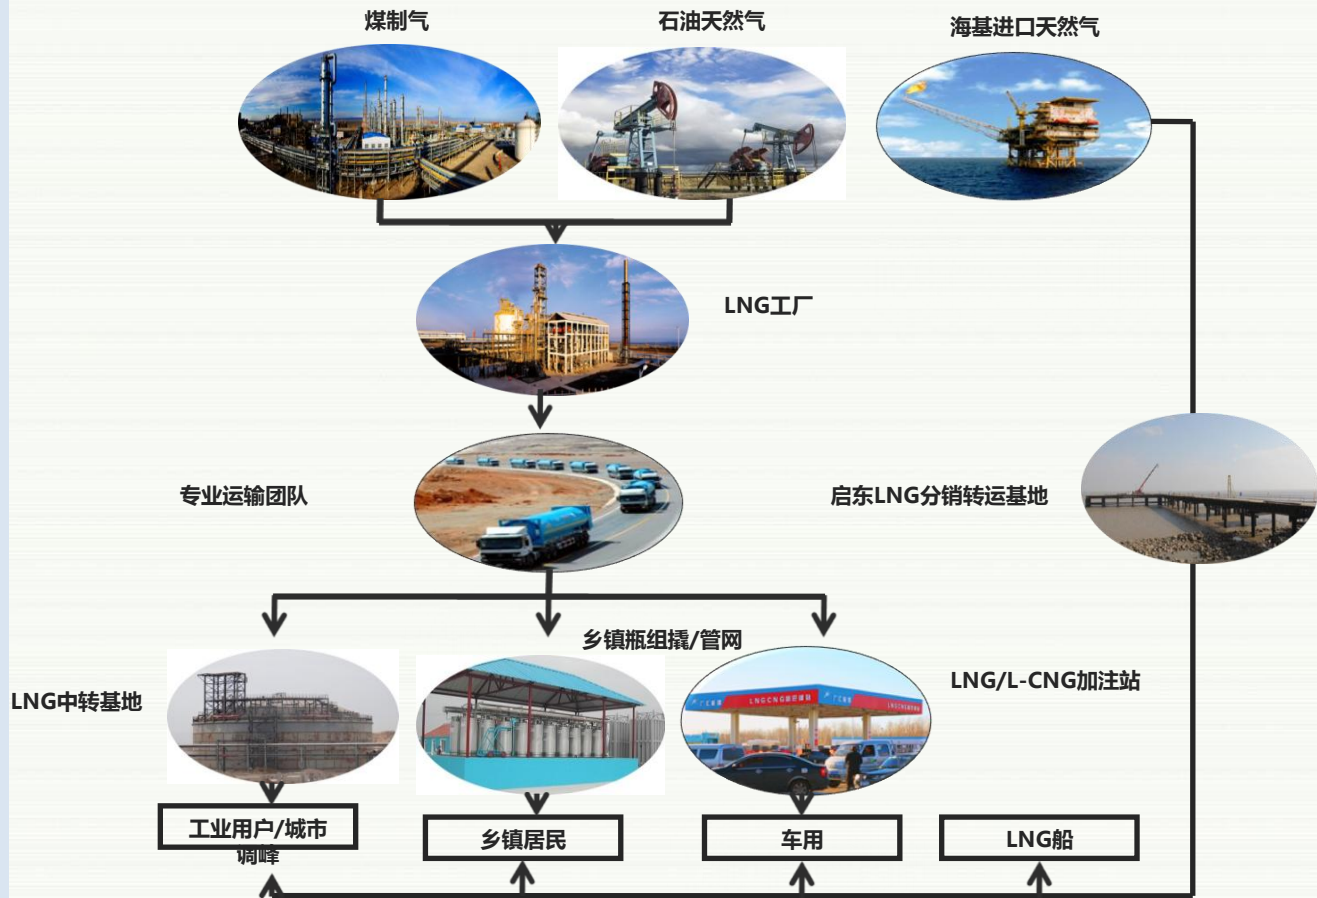 煤制气
石油天然气
海基进口天然气
LNG工厂
专业运输团队
启东LNG分销转运基地
乡镇瓶组撬/管网
LNG中转基地
LNG/L-CNG加注站
工业用户/城市
调峰
乡镇居民
车用
LNG船